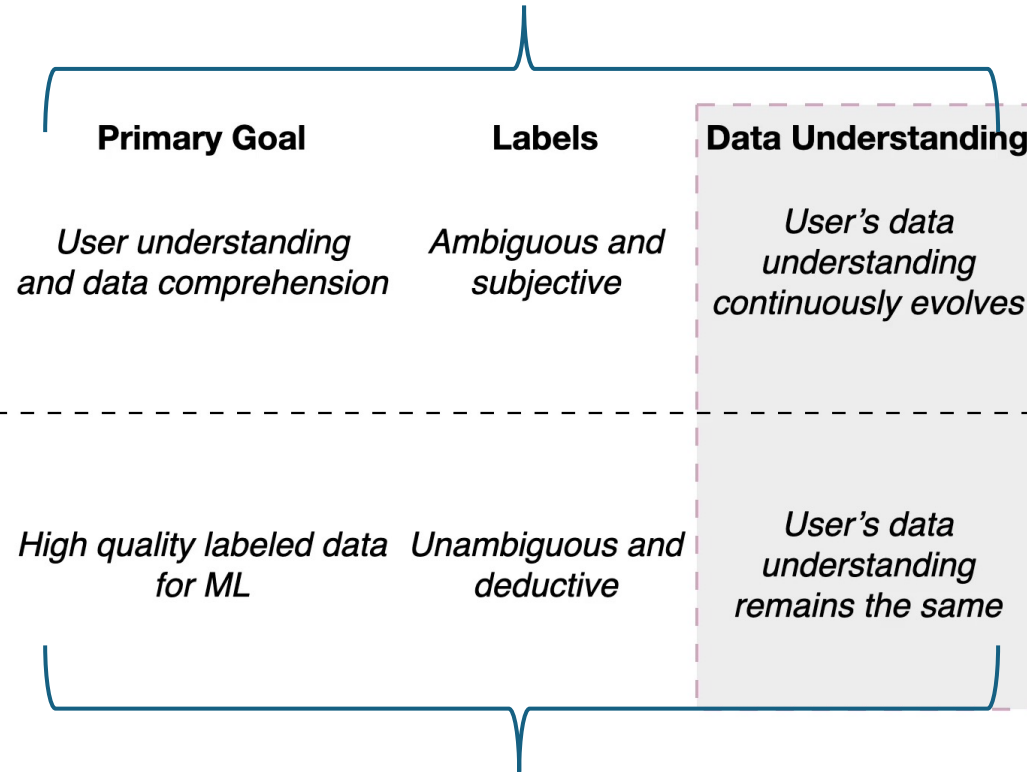 Primary Goal
Labels
Data Understanding
User understanding
and data comprehension
Ambiguous and
subjective
User’s data
understanding
continuously evolves
High quality labeled data
for ML
Unambiguous and
deductive
User’s data
understanding
remains the same